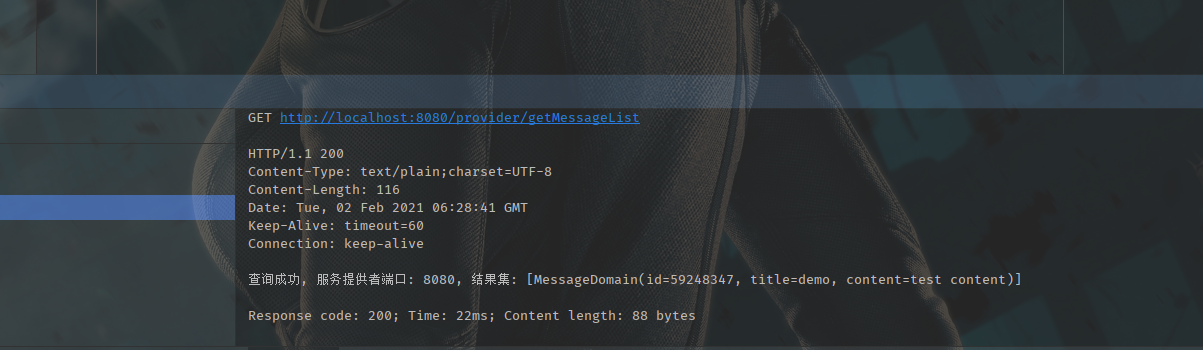 GET http://localhost:8080/provider/getMessageList
HTTP/1.1 200
Content-Type: text/plain;charset=UTF-8
Content-Length: 116
Date: Tue, 02 Feb 2021 06:28:41 GMT
Keep-Alive: timeout=60
Connection: keep-alive
查询成功, 服务提供者端口: 8080, 结果集: [MessageDomain(id=59248347, title=demo, content=test content)]
Response code: 200; Time: 22ms; Content length: 88 bytes